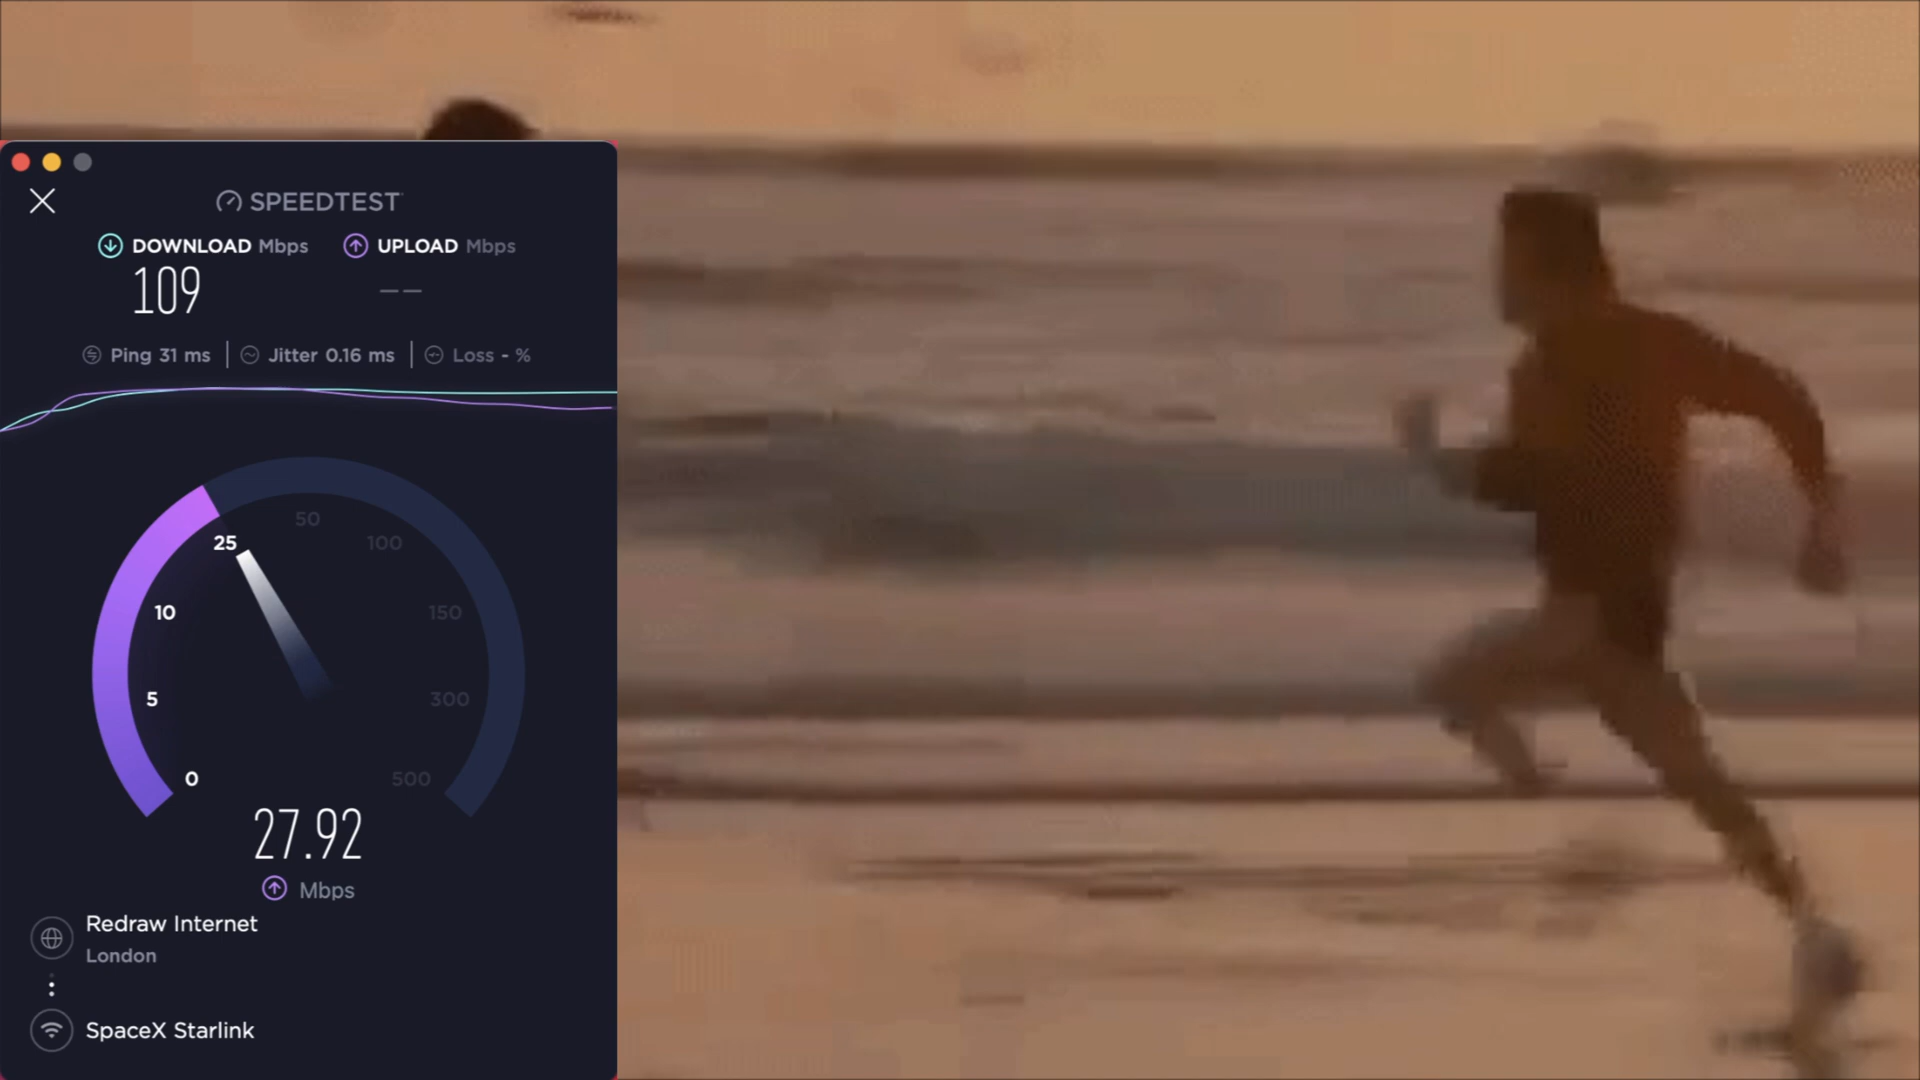 SPEEDTEST
DOWNLOAD Mbps
UPLOAD Mbps
109
——
Ping 31 ms
Jitter 0.16 ms
Loss - %
50
25
100
10
150
5
300
0
500
27.92
Mbps
Redraw Internet
London
SpaceX Starlink